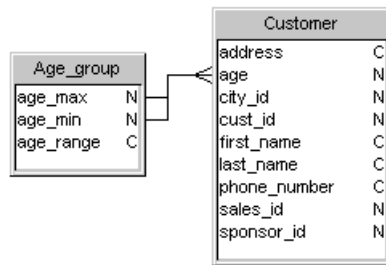 Age_group
age_max N
age_min N
age_range C
Customer
address C
age N
city_id N
cust_id N
first_name C
last_name C
phone_number C
sales_id N
sponsor_id N